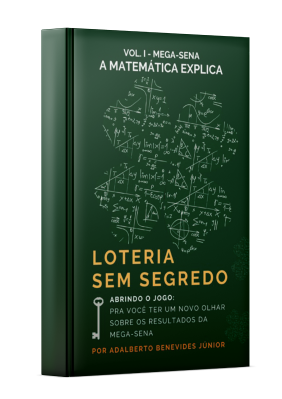 VOL. I - MEGA-SENA
A MATEMÁTICA EXPLICA
LOTERIA
SEM SEGREDO
ABRINDO O JOGO:
PRA VOCÊ TER UM NOVO OLHAR
SOBRE OS RESULTADOS DA
MEGA-SENA
POR ADALBERTO BENEVIDES JÚNIOR